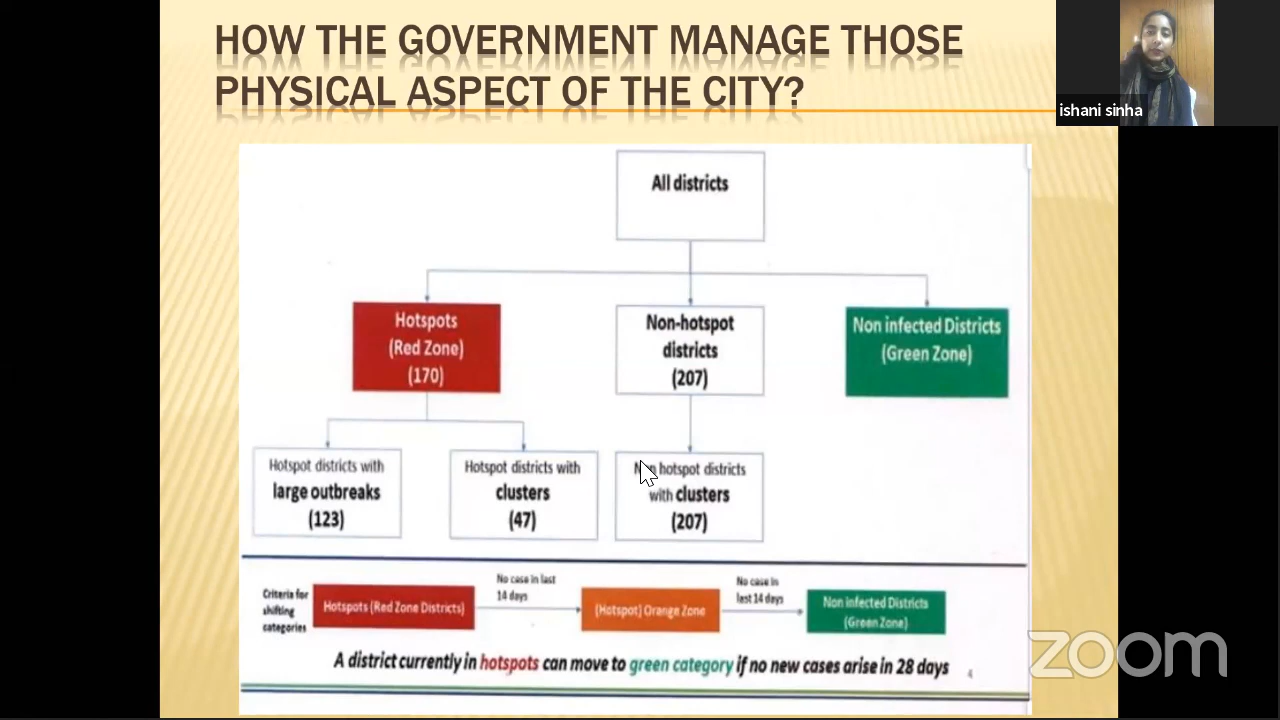 HOW THE GOVERNMENT MANAGE THOSE
PHYSICAL ASPECT OF THE CITY?
ishani sinha
All districts
Hotspots
(Red Zone)
(170)
Non-hotspot
districts
(207)
Non infected Districts
(Green Zone)
Hotspot districts with
large outbreaks
(123)
Hotspot districts with
clusters
(47)
hotspot districts
with clusters
(207)
Criteria for
shifting
categories
Hotspots (Red Zone Districts)
No case in last
14 days
(Hotspot) Orange Zone
No case in
last 14 days
Non infected Districts
(Green Zone)
A district currently in hotspots can move to green category if no new cases arise in 28 days
4
zoom